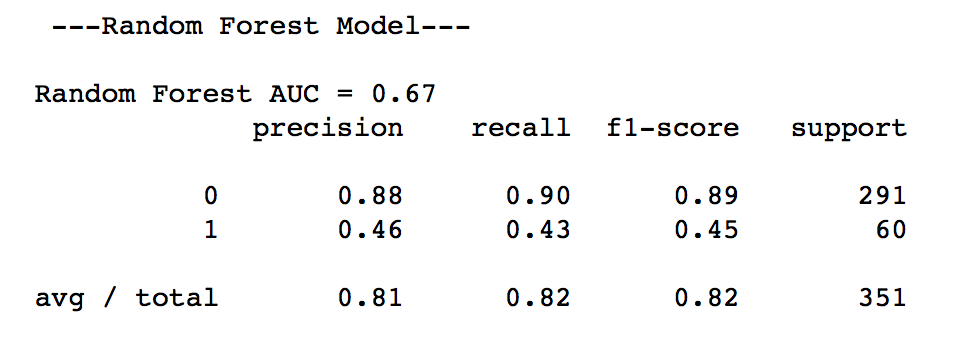 ---Random Forest Model---
Random Forest AUC = 0.67
precision recall f1-score support
0 0.88 0.90 0.89 291
1 0.46 0.43 0.45 60
avg / total 0.81 0.82 0.82 351